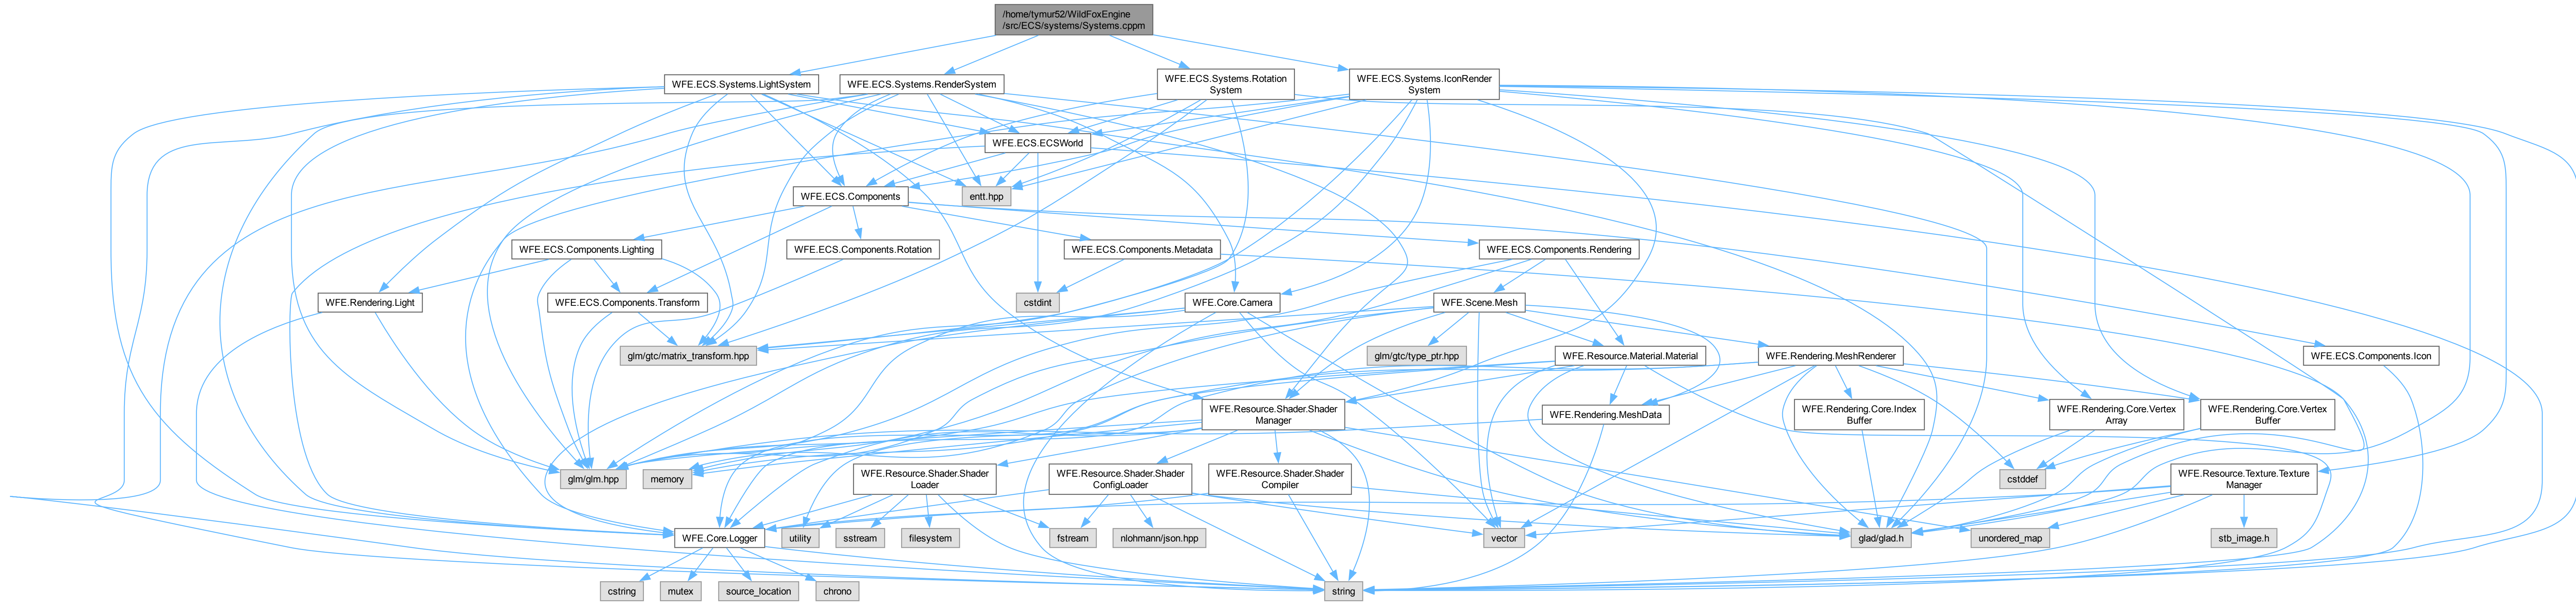 /home/tymur52/WildFoxEngine
/src/ECS/systems/Systems.cppm
WFE.ECS.Systems.LightSystem
WFE.ECS.Systems.RenderSystem
WFE.ECS.Systems.Rotation
System
WFE.ECS.Systems.IconRender
System
WFE.ECS.ECSWorld
WFE.ECS.Components
entt.hpp
WFE.ECS.Components.Lighting
WFE.ECS.Components.Rotation
WFE.ECS.Components.Metadata
WFE.ECS.Components.Rendering
WFE.Rendering.Light
WFE.ECS.Components.Transform
cstdint
WFE.Core.Camera
WFE.Scene.Mesh
glm/gtc/matrix_transform.hpp
glm/gtc/type_ptr.hpp
WFE.Resource.Material.Material
WFE.Rendering.MeshRenderer
WFE.ECS.Components.Icon
WFE.Resource.Shader.Shader
Manager
WFE.Rendering.MeshData
WFE.Rendering.Core.Index
Buffer
WFE.Rendering.Core.Vertex
Array
WFE.Rendering.Core.Vertex
Buffer
glm/glm.hpp
memory
WFE.Resource.Shader.Shader
Loader
WFE.Resource.Shader.Shader
ConfigLoader
WFE.Resource.Shader.Shader
Compiler
cstddef
WFE.Resource.Texture.Texture
Manager
WFE.Core.Logger
utility
sstream
filesystem
fstream
nlohmann/json.hpp
vector
glad/glad.h
unordered_map
stb_image.h
cstring
mutex
source_location
chrono
string